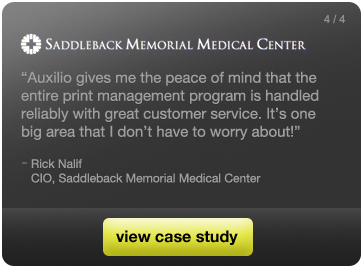 4 / 4
SADDLEBACK MEMORIAL MEDICAL CENTER
“Auxilio gives me the peace of mind that the
entire print management program is handled
reliably with great customer service. It’s one
big area that I don’t have to worry about!”
– Rick Nalif
CIO, Saddleback Memorial Medical Center
view case study